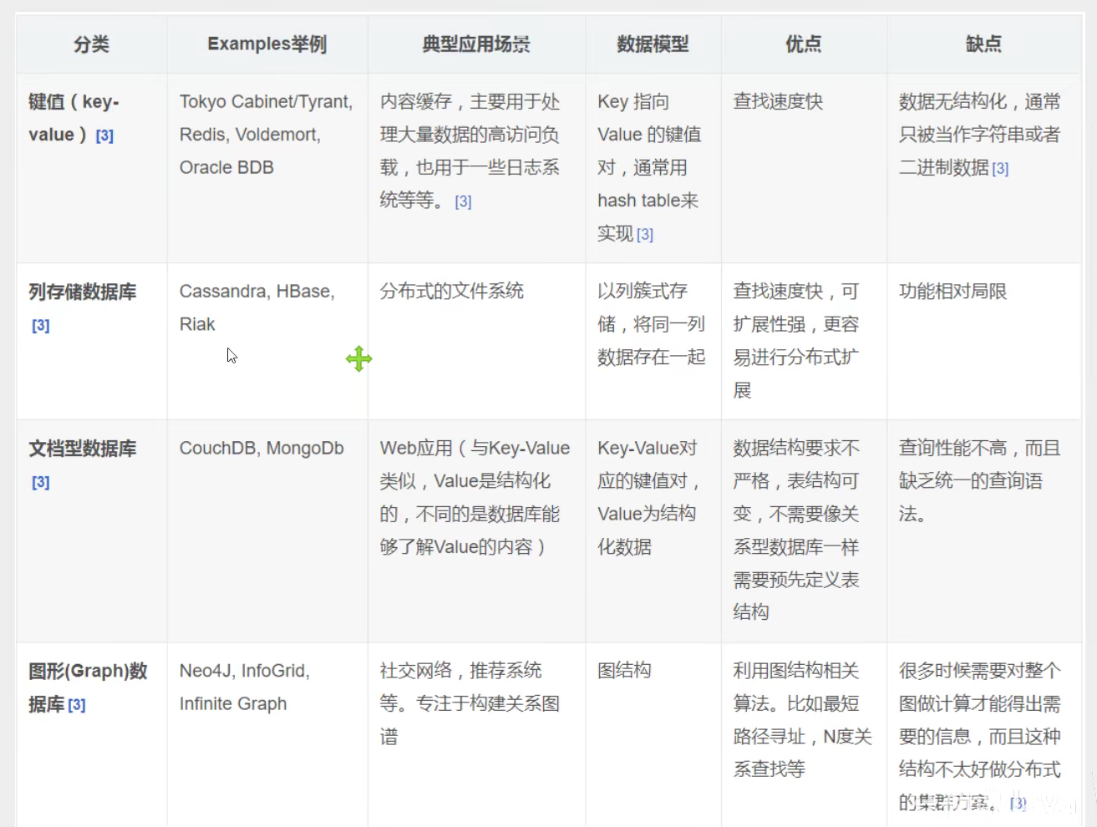 分类
Examples举例
典型应用场景
数据模型
优点
缺点
键值（key-
value）[3]
Tokyo Cabinet/Tyrant,
Redis, Voldemort,
Oracle BDB
内容缓存，主要用于处
理大量数据的高访问负
载，也用于一些日志系
统等等。[3]
Key 指向
Value 的键值
对，通常用
hash table来
实现[3]
查找速度快
数据无结构化，通常
只被当作字符串或者
二进制数据[3]
列存储数据库
[3]
Cassandra, HBase,
Riak
分布式的文件系统
以列簇式存
储，将同一列
数据存在一起
查找速度快，可
扩展性强，更容
易进行分布式扩
展
功能相对局限
文档型数据库
[3]
CouchDB, MongoDb
Web应用（与Key-Value
类似，Value是结构化
的，不同的是数据库能
够了解Value的内容）
Key-Value对
应的键值对，
Value为结构
化数据
数据结构要求不
严格，表结构可
变，不需要像关
系型数据库一样
需要预先定义表
结构
查询性能不高，而且
缺乏统一的查询语
法。
图形(Graph)数
据库[3]
Neo4J, InfoGrid,
Infinite Graph
社交网络，推荐系统
等。专注于构建关系图
谱
图结构
利用图结构相关
算法。比如最短
路径寻址，N度关
系查找等
很多时候需要对整个
图做计算才能得出需
要的信息，而且这种
结构不太好做分布式
的集群方案。[3]